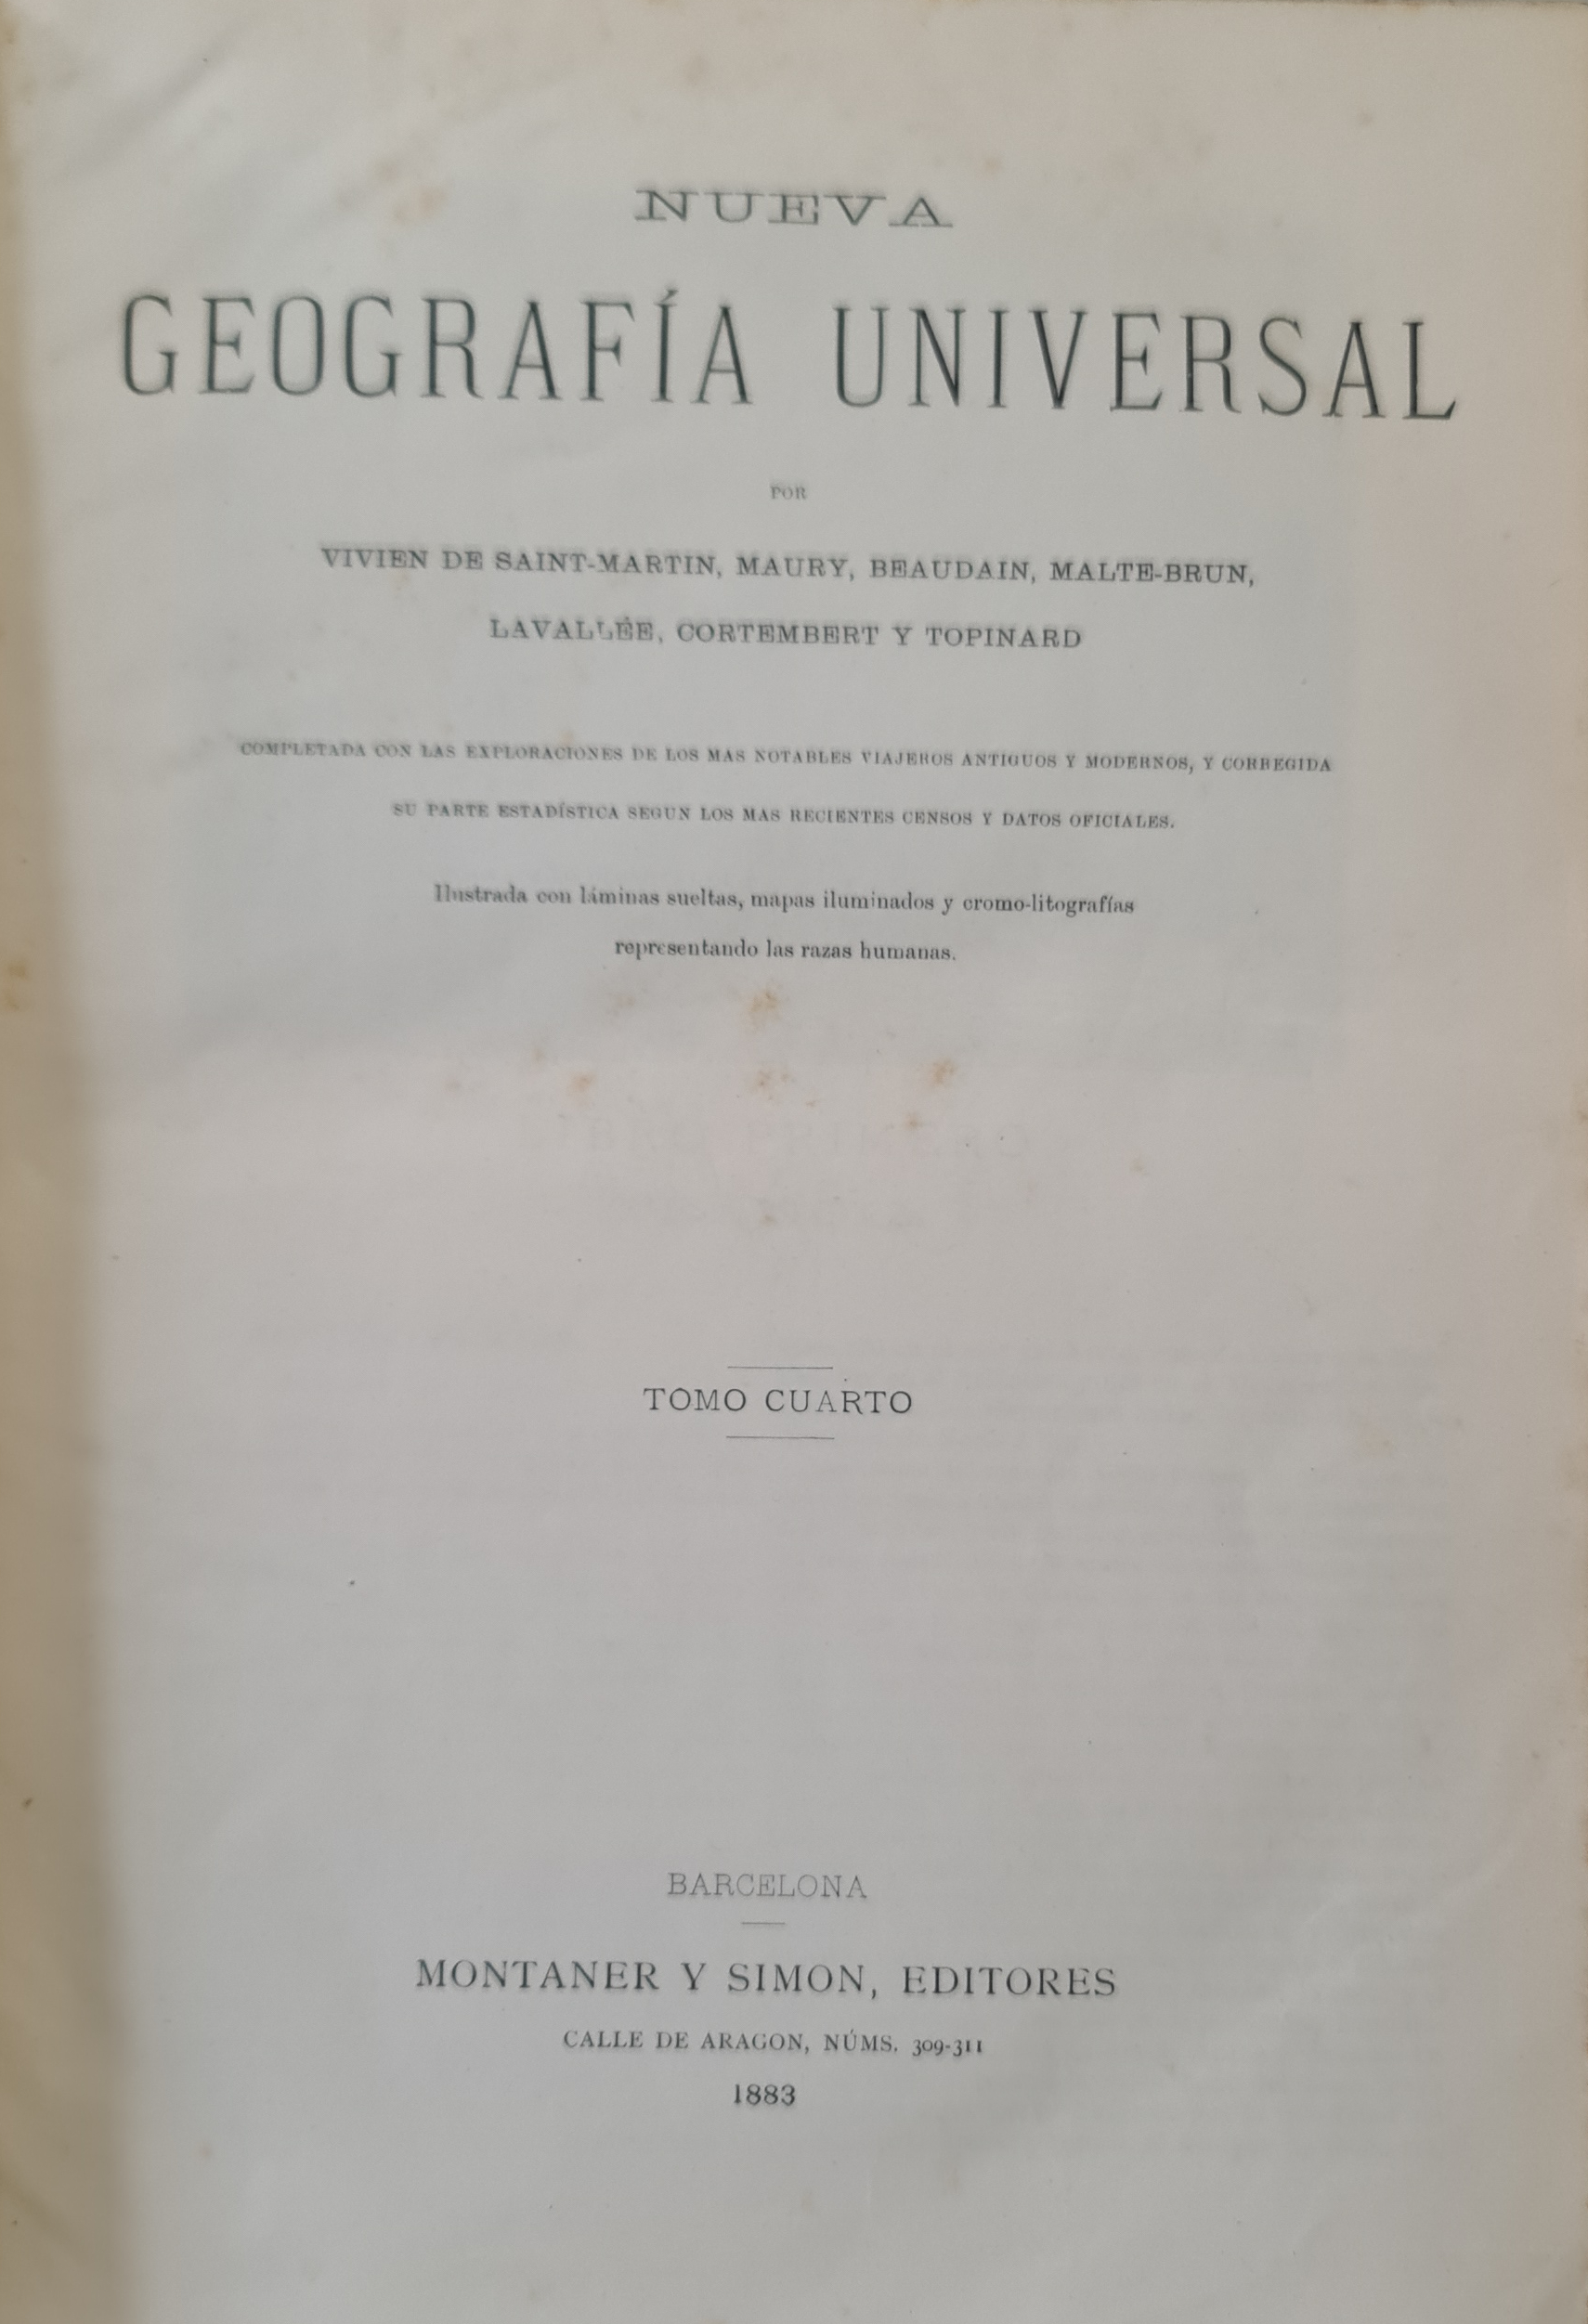 NUEVA
GEOGRAFÍA UNIVERSAL
POR
VIVIEN DE SAINT-MARTIN, MAURY, BEAUDAIN, MALTE-BRUN,
LAVALLÉE, CORTEMBERT Y TOPINARD
COMPLETADA CON LAS EXPLORACIONES DE LOS MAS NOTABLES VIAJEROS ANTIGUOS Y MODERNOS, Y CORREGIDA
SU PARTE ESTADÍSTICA SEGUN LOS MAS RECIENTES CENSOS Y DATOS OFICIALES.
Ilustrada con láminas sueltas, mapas iluminados y cromo-litografías
representando las razas humanas.
TOMO CUARTO
BARCELONA
MONTANER Y SIMON, EDITORES
CALLE DE ARAGON, NÚMS. 309-311
1883